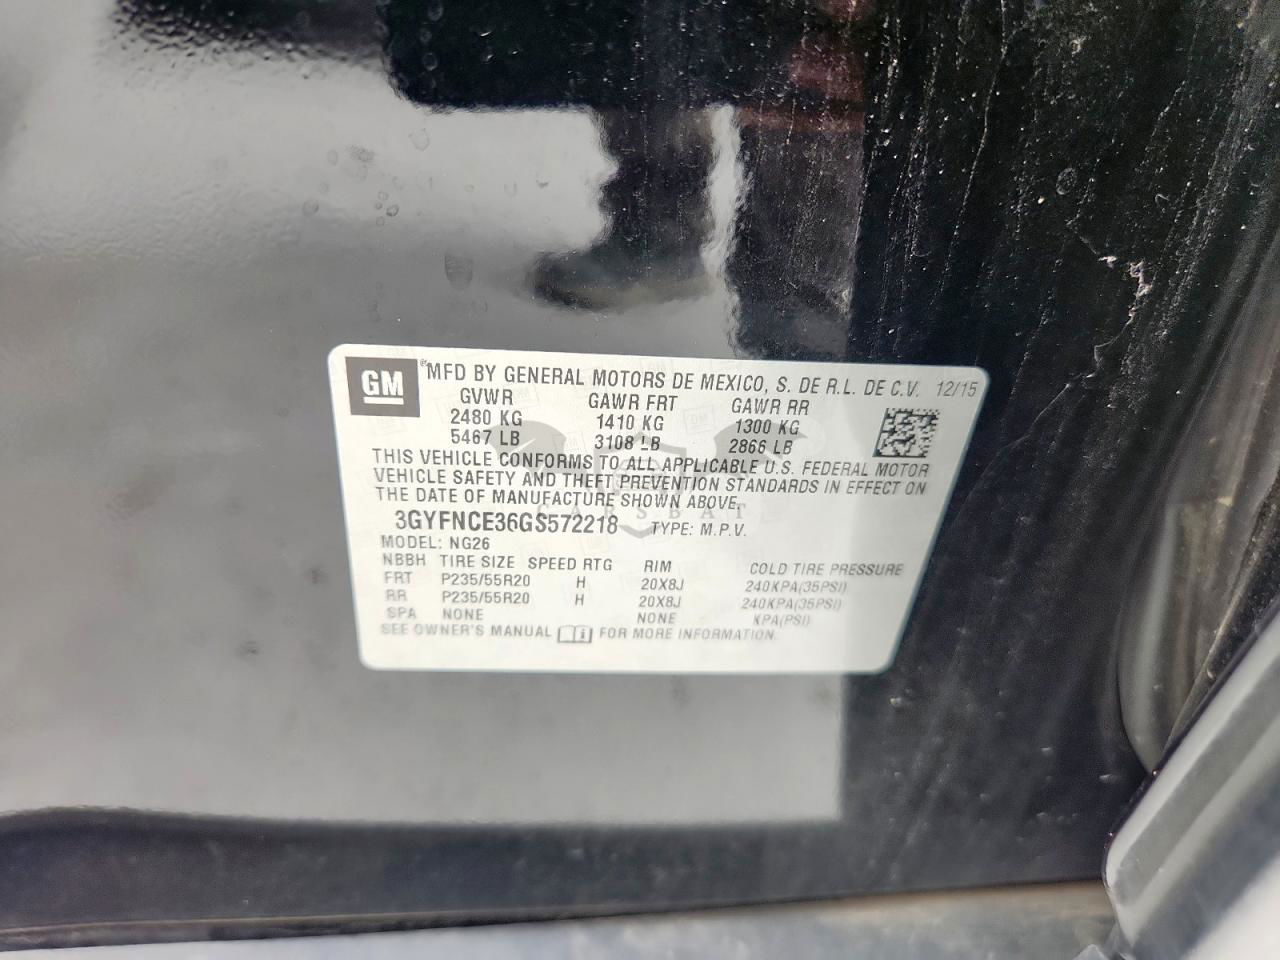 GM ®MFD BY GENERAL MOTORS DE MEXICO, S. DE R.L. DE C.V. 12/15
GVWR GAWR FRT GAWR RR
2480 KG 1410 KG 1300 KG
5467 LB 3108 LB 2866 LB
THIS VEHICLE CONFORMS TO ALL APPLICABLE U.S. FEDERAL MOTOR
VEHICLE SAFETY AND THEFT PREVENTION STANDARDS IN EFFECT ON
THE DATE OF MANUFACTURE SHOWN ABOVE.
CARSBAT
3GYFNCE36GS572218 TYPE: M.P.V.
MODEL: NG26
NBBH TIRE SIZE SPEED RTG RIM COLD TIRE PRESSURE
FRT P235/55R20 H 20X8J 240KPA(35PSI)
RR P235/55R20 H 20X8J 240KPA(35PSI)
SPA NONE NONE KPA(PSI)
SEE OWNER'S MANUAL FOR MORE INFORMATION.